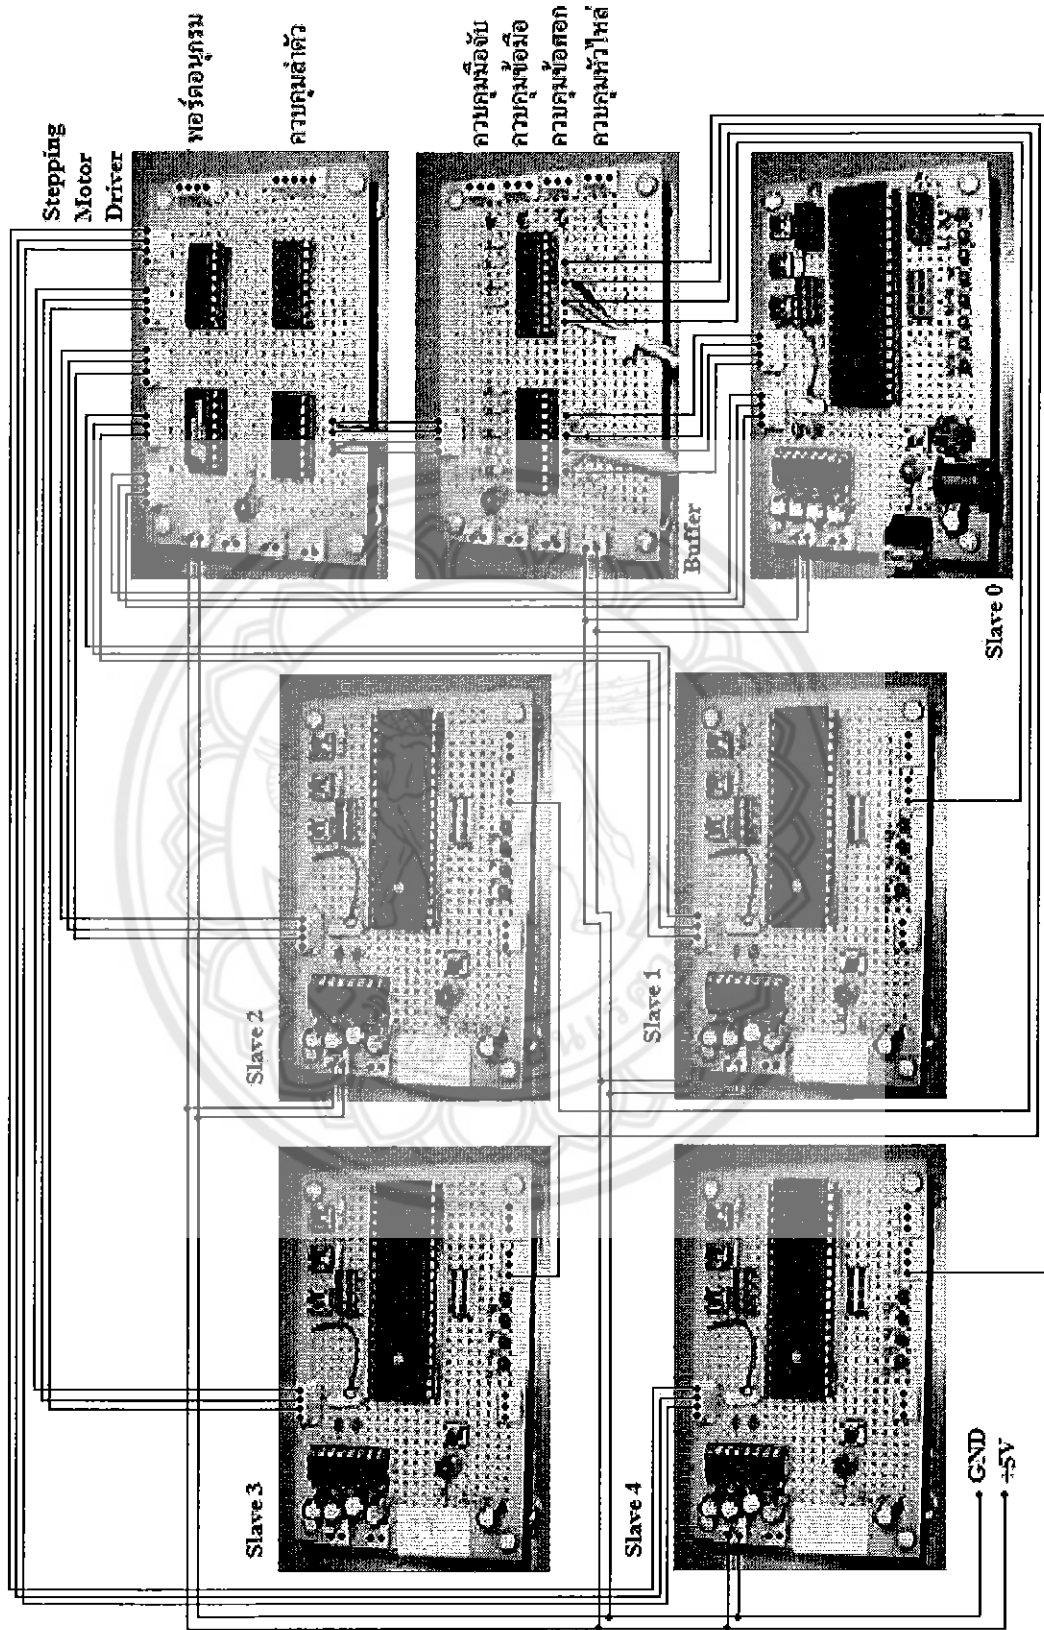 Stepping
Motor
Driver
พอร์ตอนุกรม
ควบคุมลำตัว
ควบคุมมือจับ
ควบคุมข้อมือ
ควบคุมข้อศอก
ควบคุมหัวไหล่
Buffer
Slave 0
Slave 2
Slave 1
Slave 3
Slave 4
GND
+5V